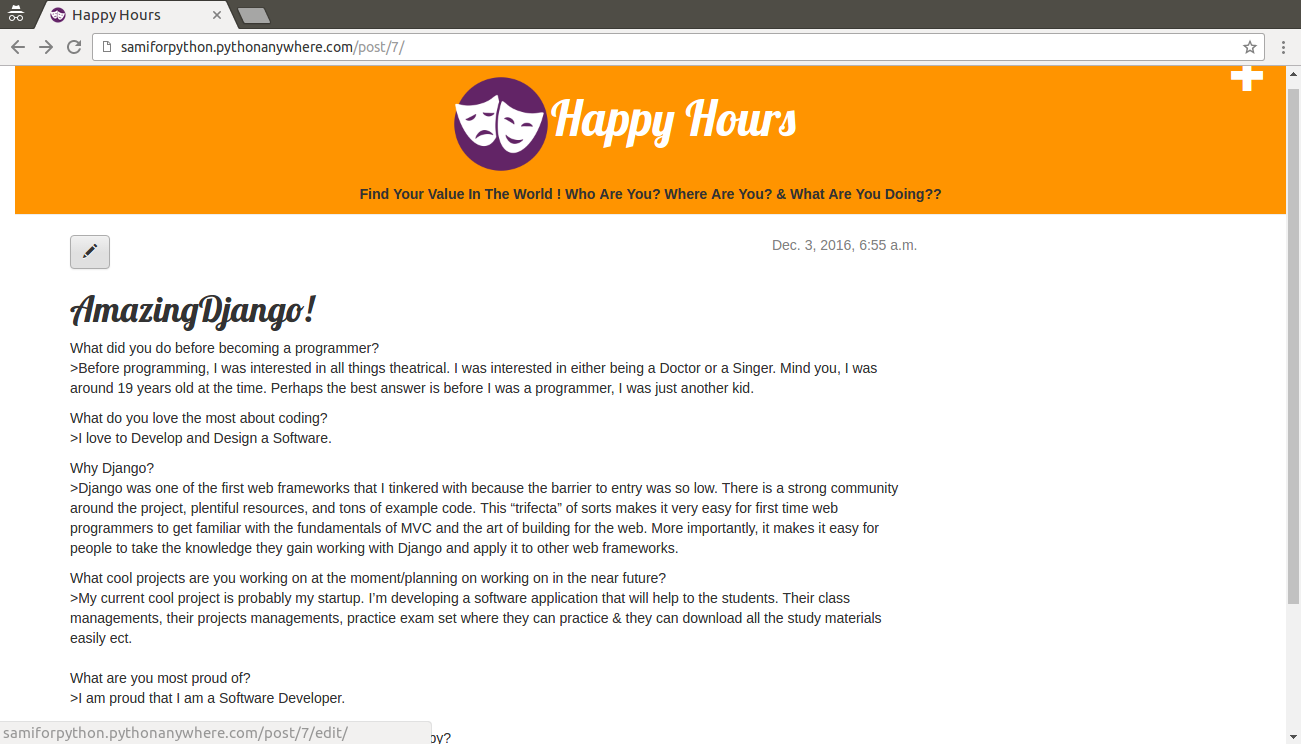 Happy Hours
samiforpython.pythonanywhere.com/post/7/
Happy Hours
Find Your Value In The World ! Who Are You? Where Are You? & What Are You Doing??
Dec. 3, 2016, 6:55 a.m.
AmazingDjango!
What did you do before becoming a programmer?
>Before programming, I was interested in all things theatrical. I was interested in either being a Doctor or a Singer. Mind you, I was
around 19 years old at the time. Perhaps the best answer is before I was a programmer, I was just another kid.
What do you love the most about coding?
>I love to Develop and Design a Software.
Why Django?
>Django was one of the first web frameworks that I tinkered with because the barrier to entry was so low. There is a strong community
around the project, plentiful resources, and tons of example code. This “trifecta” of sorts makes it very easy for first time web
programmers to get familiar with the fundamentals of MVC and the art of building for the web. More importantly, it makes it easy for
people to take the knowledge they gain working with Django and apply it to other web frameworks.
What cool projects are you working on at the moment/planning on working on in the near future?
>My current cool project is probably my startup. I’m developing a software application that will help to the students. Their class
managements, their projects managements, practice exam set where they can practice & they can download all the study materials
easily ect.
What are you most proud of?
>I am proud that I am a Software Developer.
samiforpython.pythonanywhere.com/post/7/edit/